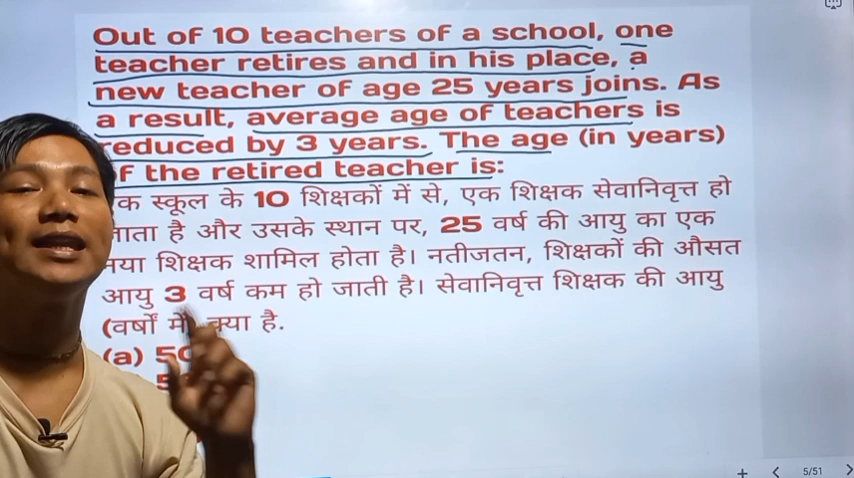 Out of 10 teachers of a school, one
teacher retires and in his place, a
new teacher of age 25 years joins. As
a result, average age of teachers is
reduced by 3 years. The age (in years)
the retired teacher is:
स्कूल के 10 शिक्षकों में से, एक शिक्षक सेवानिवृत्त हो
है और उसके स्थान पर, 25 वर्ष की आयु का एक
नया शिक्षक शामिल होता है। नतीजतन, शिक्षकों की औसत
आयु 3 वर्ष कम हो जाती है। सेवानिवृत्त शिक्षक की आयु
(वर्षों में क्या है.
(a)
5/51